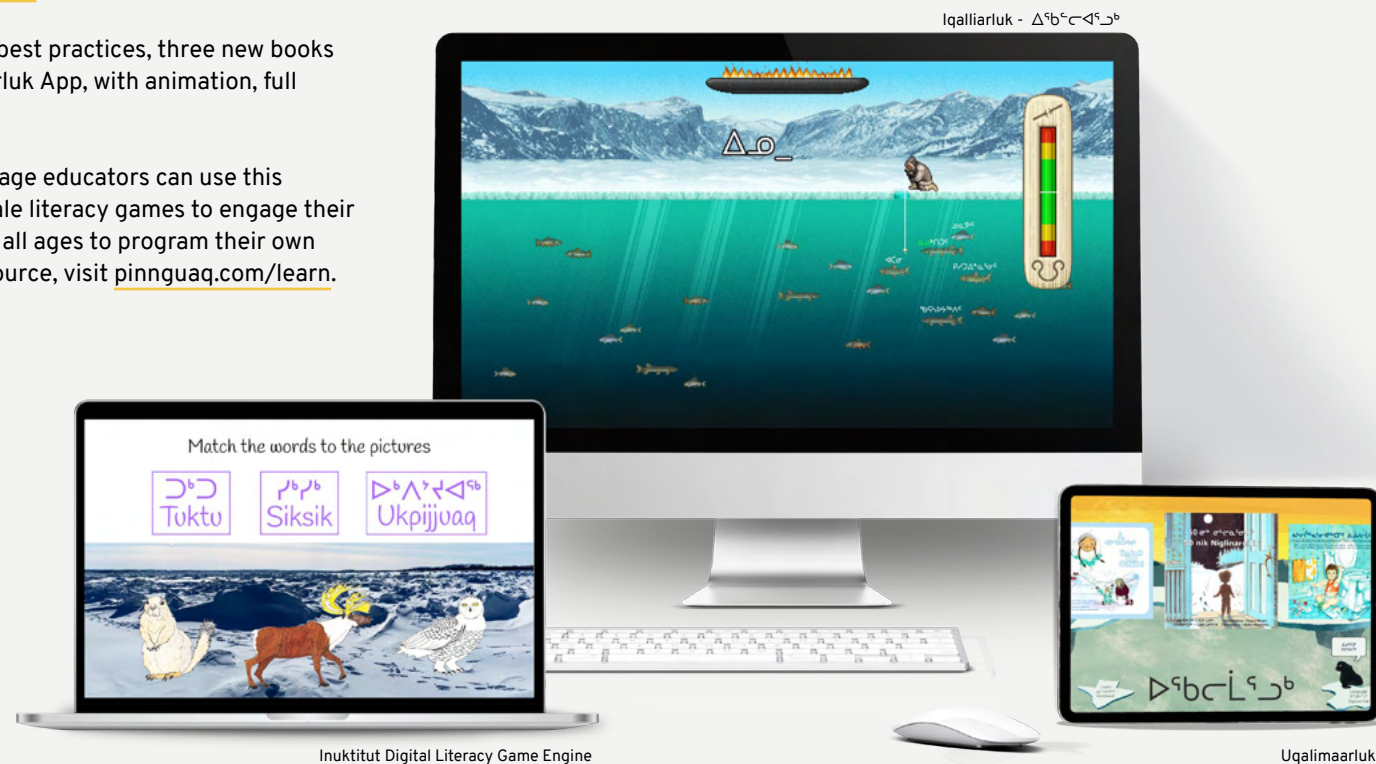 best practices, three new books
rluk App, with animation, full
age educators can use this
ale literacy games to engage their
all ages to program their own
ource, visit pinnguaq.com/learn.
Iqalliarluk - ᐃᖃᓪᓕᐊᕐᓗᒃ
ᐃᓄ_
Match the words to the pictures
ᑐᒃᑐ
Tuktu
ᓯᒃᓯᒃ
Siksik
ᐅᒃᐱᔾᔪᐊᖅ
Ukpijjuaq
ᐅᖃᓕᒫᕐᓗᒃ
Inuktitut Digital Literacy Game Engine
Uqalimaarluk